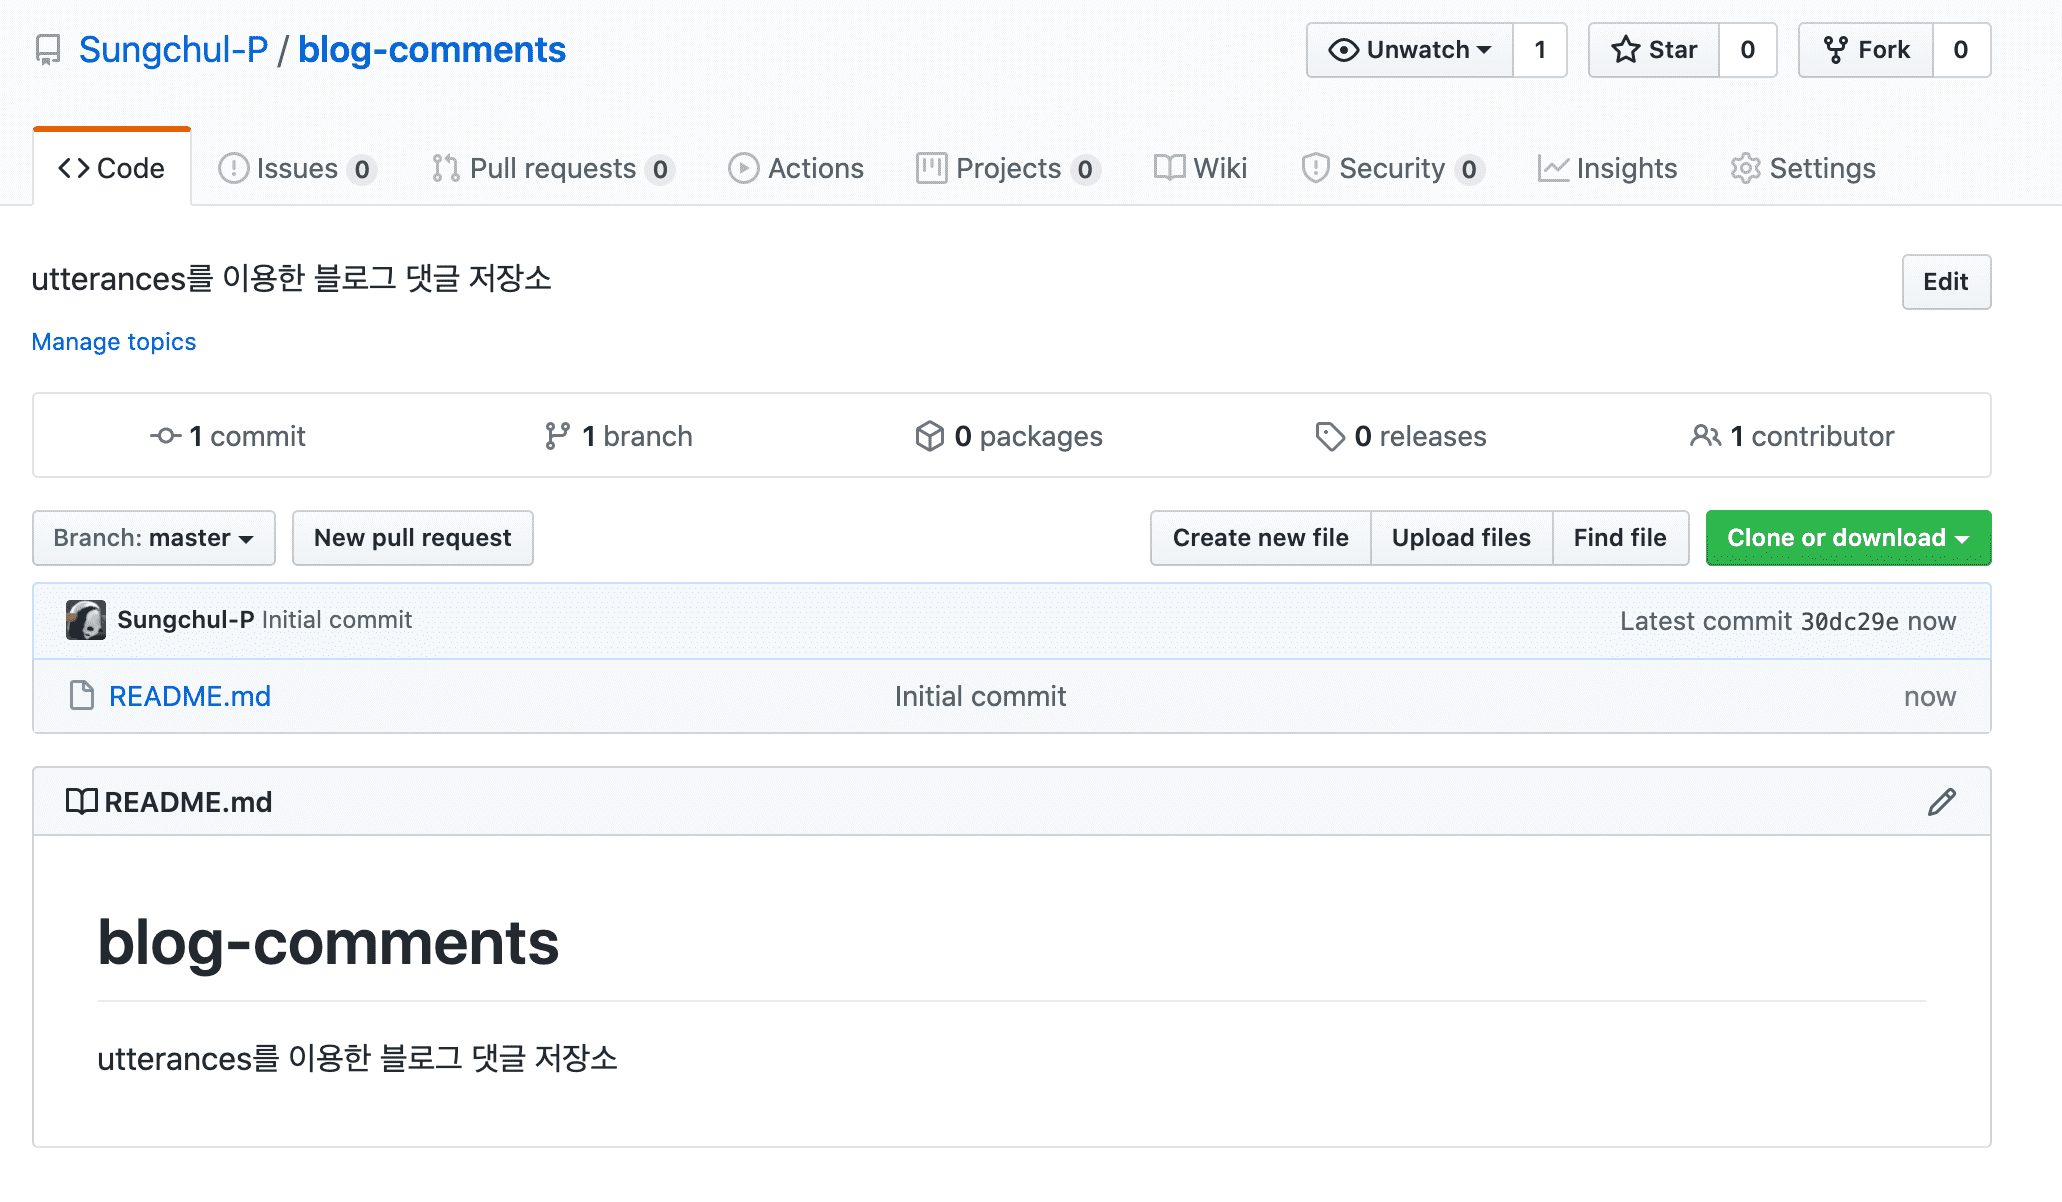 Sungchul-P / blog-comments
Unwatch 1 Star 0 Fork 0
Code Issues 0 Pull requests 0 Actions Projects 0 Wiki Security 0 Insights Settings
utterances를 이용한 블로그 댓글 저장소
Edit
Manage topics
1 commit 1 branch 0 packages 0 releases 1 contributor
Branch: master New pull request Create new file Upload files Find file Clone or download
Sungchul-P Initial commit Latest commit 30dc29e now
README.md Initial commit now
README.md
blog-comments
utterances를 이용한 블로그 댓글 저장소